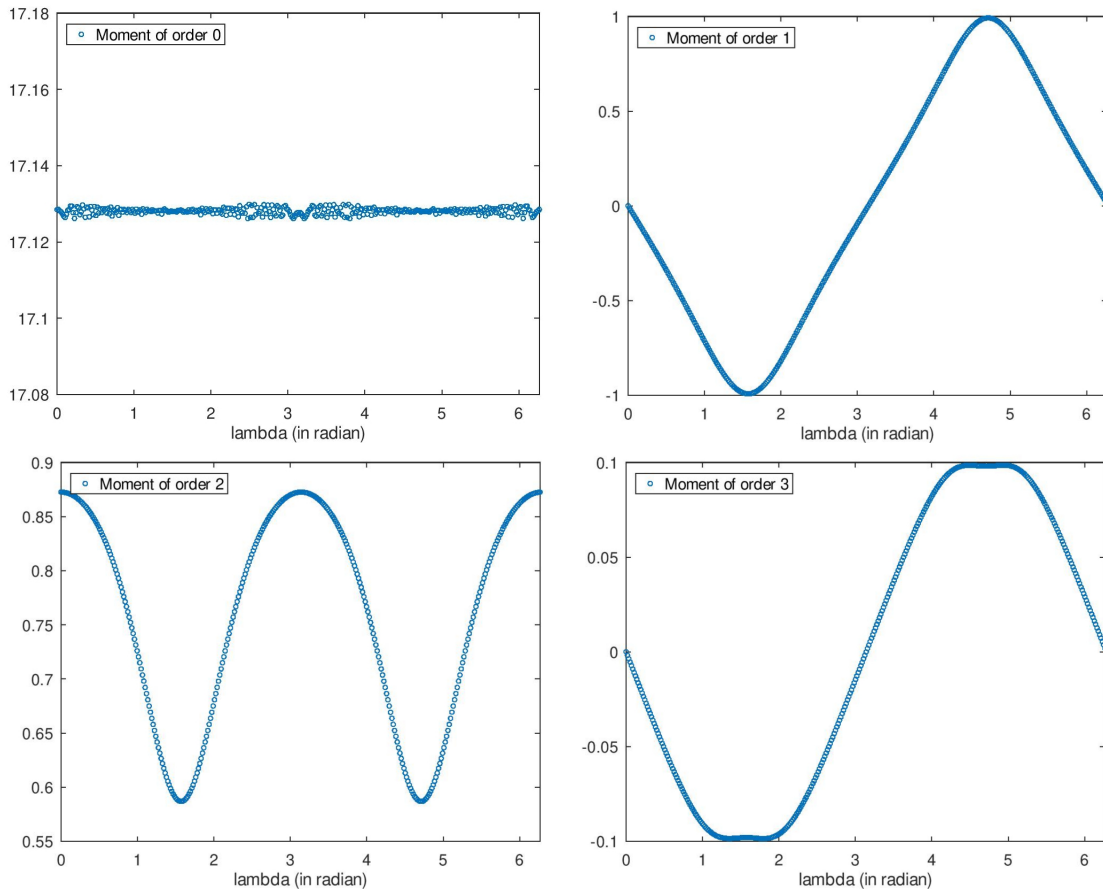 17.18
Moment of order 0
17.16
17.14
17.12
17.1
17.08
0 1 2 3 4 5 6
lambda (in radian)
1
Moment of order 1
0.5
0
-0.5
-1
0 1 2 3 4 5 6
lambda (in radian)
0.9
Moment of order 2
0.85
0.8
0.75
0.7
0.65
0.6
0.55
0 1 2 3 4 5 6
lambda (in radian)
0.1
Moment of order 3
0.05
0
-0.05
-0.1
0 1 2 3 4 5 6
lambda (in radian)